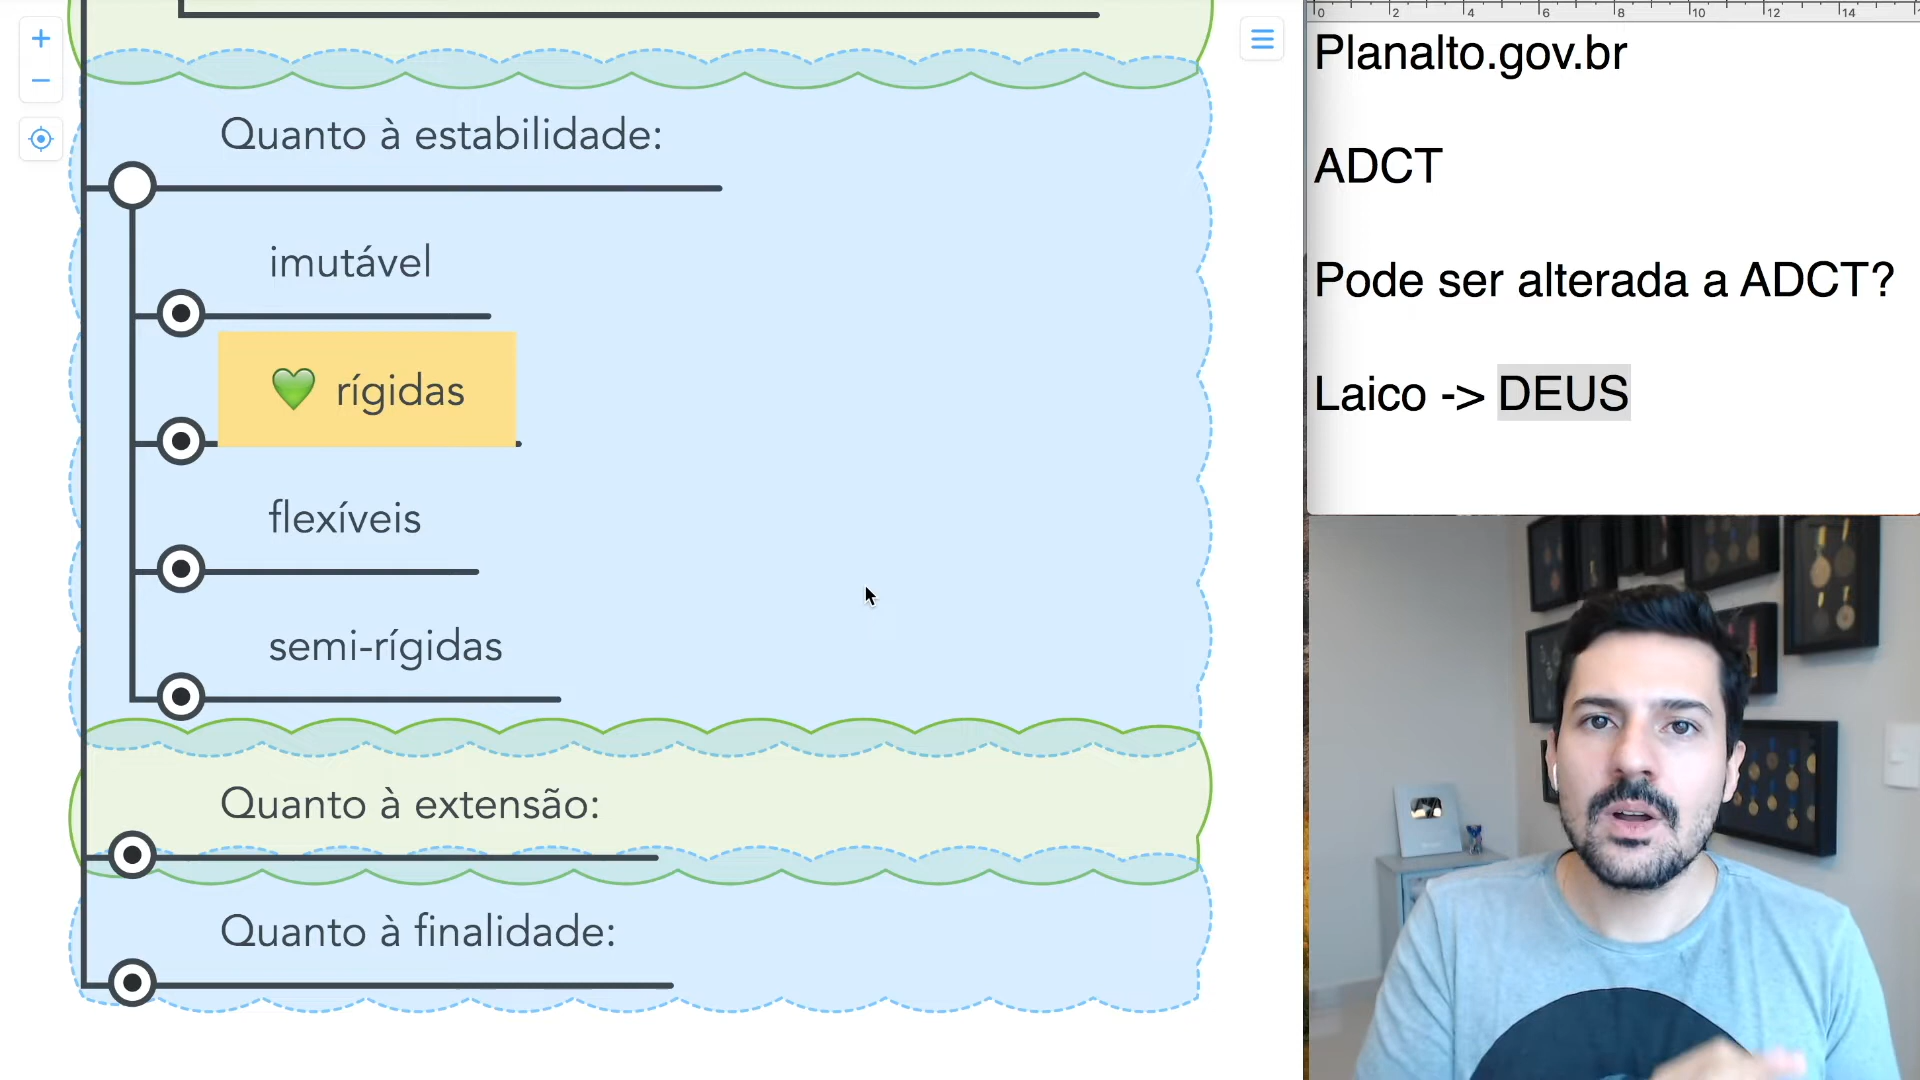 Quanto à estabilidade:
imutável
💚 rígidas
flexíveis
semi-rígidas
Quanto à extensão:
Quanto à finalidade:
0 2 4 6 8 10 12 14
Planalto.gov.br
ADCT
Pode ser alterada a ADCT?
Laico -> DEUS